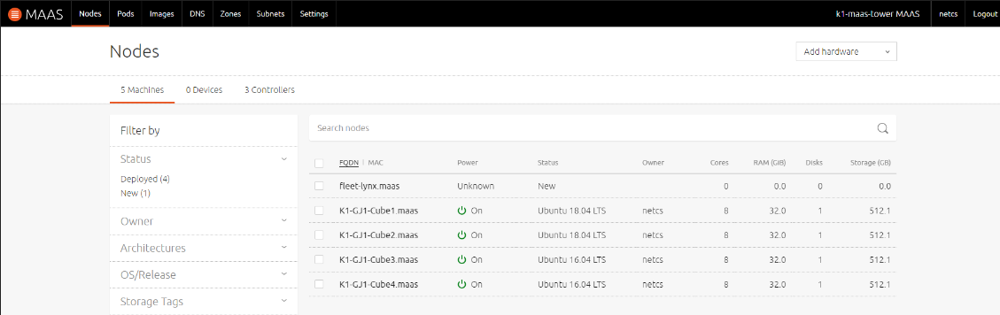 MAAS Nodes Pods Images DNS Zones Subnets Settings k1-maas-tower MAAS netcs Logout
Nodes
Add hardware
5 Machines 0 Devices 3 Controllers
Filter by
Status
Deployed (4)
New (1)
Owner
Architectures
OS/Release
Storage Tags
Search nodes
FQDN | MAC Power Status Owner Cores RAM (GIB) Disks Storage (GB)
fleet-lynx.maas Unknown New 0 0.0 0 0.0
K1-GJ1-Cube1.maas On Ubuntu 18.04 LTS netcs 8 32.0 1 512.1
K1-GJ1-Cube2.maas On Ubuntu 18.04 LTS netcs 8 32.0 1 512.1
K1-GJ1-Cube3.maas On Ubuntu 16.04 LTS netcs 8 32.0 1 512.1
K1-GJ1-Cube4.maas On Ubuntu 16.04 LTS netcs 8 32.0 1 512.1